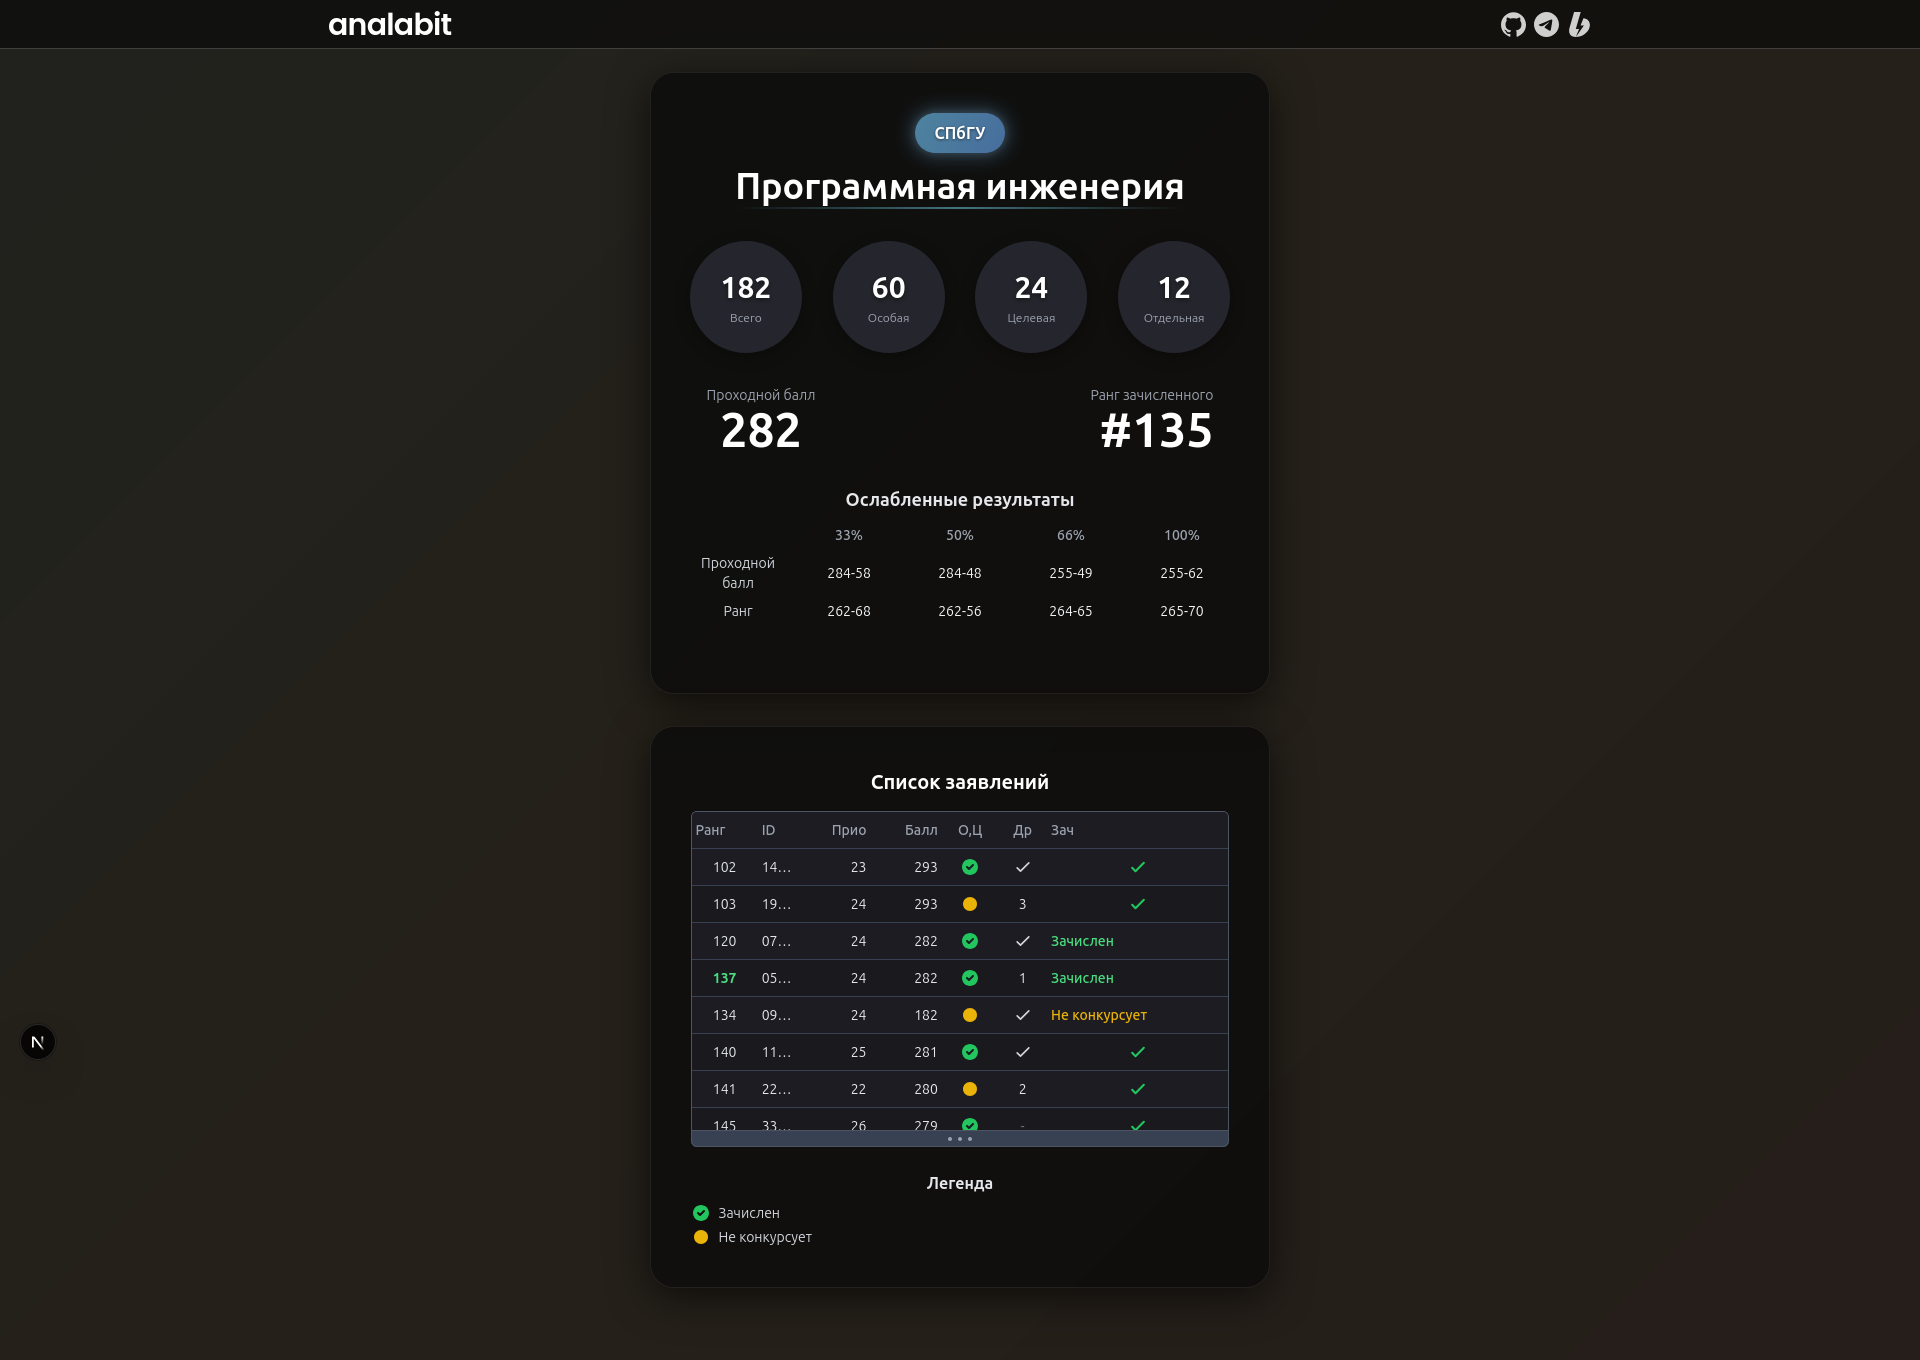 analabit
СПбГУ
Программная инженерия
182 60 24 12
Всего Особая Целевая Отдельная
Проходной балл Ранг зачисленного
282 #135
Ослабленные результаты
33% 50% 66% 100%
Проходной балл 284-58 284-48 255-49 255-62
Ранг 262-68 262-56 264-65 265-70
Список заявлений
Ранг ID Прио Балл О,Ц Др Зач
102 14... 23 293
103 19... 24 293 3
120 07... 24 282 Зачислен
137 05... 24 282 1 Зачислен
134 09... 24 182 Не конкурсует
140 11... 25 281
141 22... 22 280 2
145 33... 26 279 -
Легенда
Зачислен
Не конкурсует
N